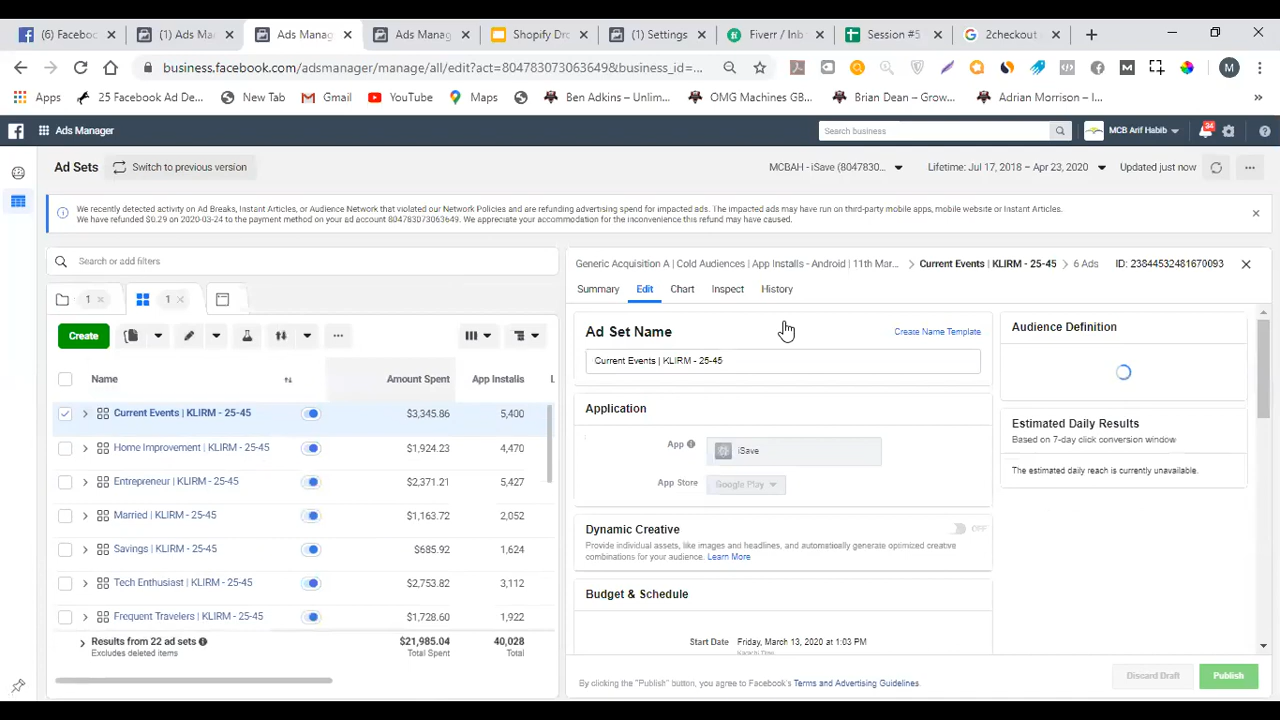 (6) Faceboo
(1) Ads Ma
Ads Manag
Ads Manag
Shopify Dro
(1) Settings
Fiverr / Inb
Session #5
2checkout
business.facebook.com/adsmanager/manage/all/edit?act=804783073063649&business_id=...
M
Apps
25 Facebook Ad De...
New Tab
Gmail
YouTube
Maps
Ben Adkins – Unlim...
OMG Machines GB...
Brian Dean – Grow...
Adrian Morrison – I...
»
Ads Manager
Search business
MCB Arif Habib
34
Ad Sets
Switch to previous version
MCBAH - iSave (8047830...
Lifetime: Jul 17, 2018 – Apr 23, 2020
Updated just now
We recently detected activity on Ad Breaks, Instant Articles, or Audience Network that violated our Network Policies and are refunding advertising spend for impacted ads. The impacted ads may have run on third-party mobile apps, mobile website or Instant Articles.
We have refunded $0.29 on 2020-03-24 to the payment method on your ad account 804783073063649. We appreciate your accommodation for the inconvenience this refund may have caused.
Search or add filters
1
1
Create
Name
Amount Spent
App Installs
L
Current Events | KLIRM - 25-45
$3,345.86
5,400
Home Improvement | KLIRM - 25-45
$1,924.23
4,470
Entrepreneur | KLIRM - 25-45
$2,371.21
5,427
Married | KLIRM - 25-45
$1,163.72
2,052
Savings | KLIRM - 25-45
$685.92
1,624
Tech Enthusiast | KLIRM - 25-45
$2,753.82
3,112
Frequent Travelers | KLIRM - 25-45
$1,728.60
1,922
Results from 22 ad sets
$21,985.04
40,028
Excludes deleted items
Total Spent
Total
Generic Acquisition A | Cold Audiences | App Installs - Android | 11th Mar...
Current Events | KLIRM - 25-45
6 Ads
ID: 23844532481670093
Summary
Edit
Chart
Inspect
History
Ad Set Name
Create Name Template
Current Events | KLIRM - 25-45
Application
App
iSave
App Store
Google Play
Dynamic Creative
OFF
Provide individual assets, like images and headlines, and automatically generate optimized creative
combinations for your audience. Learn More
Budget & Schedule
Start Date
Friday, March 13, 2020 at 1:03 PM
Audience Definition
Estimated Daily Results
Based on 7-day click conversion window
The estimated daily reach is currently unavailable.
By clicking the "Publish" button, you agree to Facebook's Terms and Advertising Guidelines.
Discard Draft
Publish